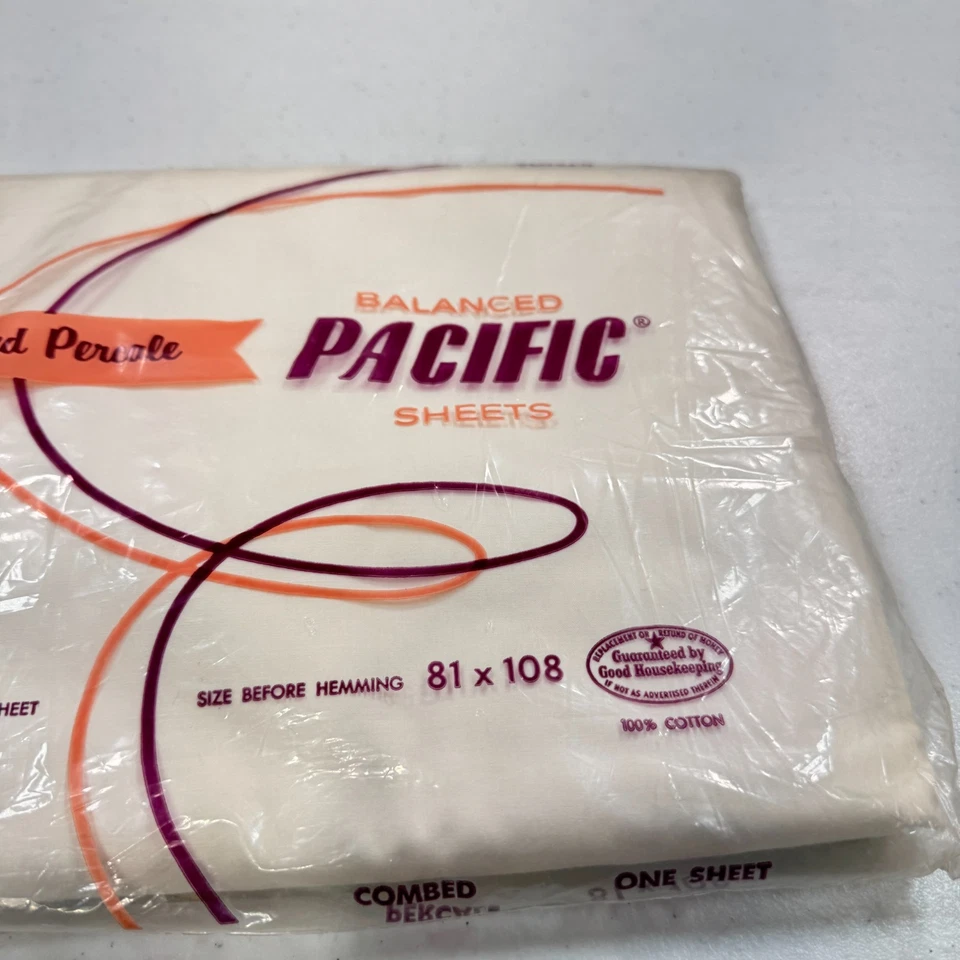 BALANCED
PACIFIC®
SHEETS
Percale
SIZE BEFORE HEMMING 81 x 108
REPLACEMENT OR REFUND OF MONEY
Guaranteed by
Good Housekeeping
IF NOT AS ADVERTISED THEREIN
100% COTTON
COMBED
PERCALE
ONE SHEET